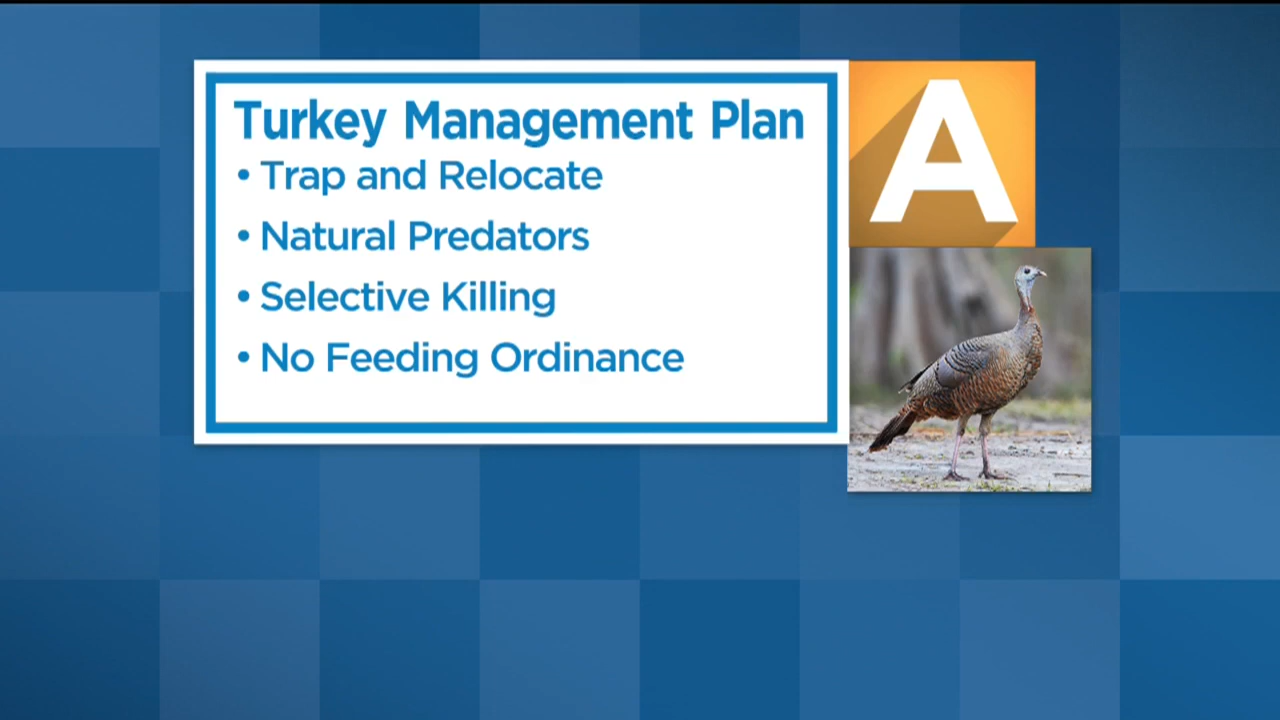 Turkey Management Plan
• Trap and Relocate
• Natural Predators
• Selective Killing
• No Feeding Ordinance
A